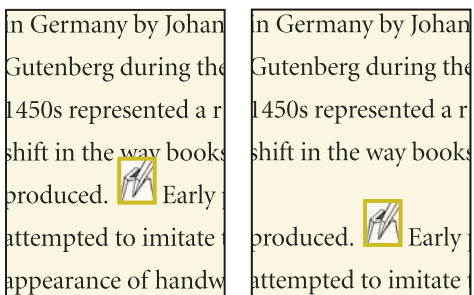 in Germany by Johan
Gutenberg during the
1450s represented a r
shift in the way books
produced. Early
attempted to imitate t
appearance of handw
in Germany by Johan
Gutenberg during the
1450s represented a r
shift in the way books
produced. Early
attempted to imitate